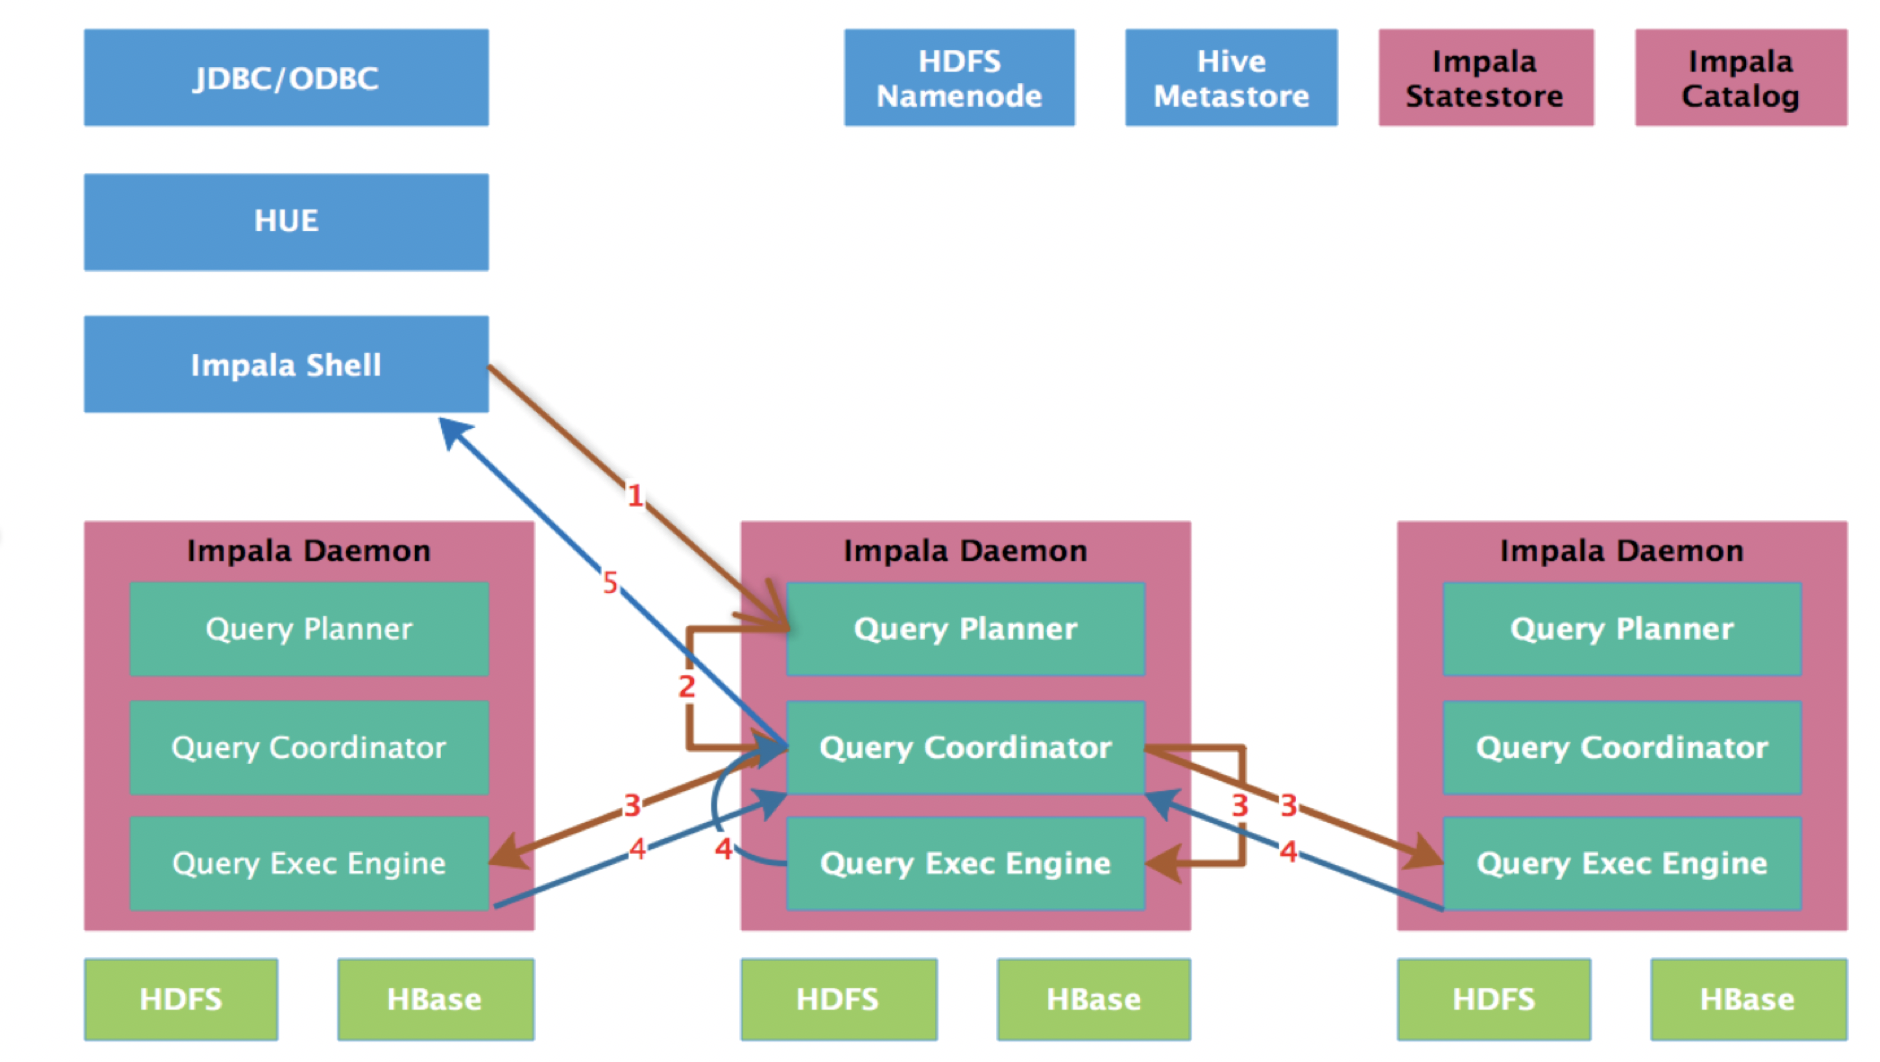 JDBC/ODBC
HDFS
Namenode
Hive
Metastore
Impala
Statestore
Impala
Catalog
HUE
Impala Shell
1
5
Impala Daemon
Query Planner
Query Coordinator
Query Exec Engine
2
3
4
4
Impala Daemon
Query Planner
Query Coordinator
Query Exec Engine
3
3
4
Impala Daemon
Query Planner
Query Coordinator
Query Exec Engine
HDFS
HBase
HDFS
HBase
HDFS
HBase